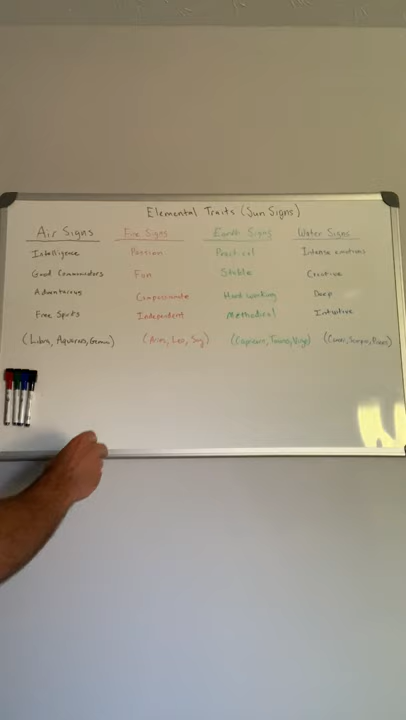 Elemental Traits (Sun Signs)
Air Signs
Intelligence
Good Communicators
Adventurous
Free Spirits
(Libra, Aquarius, Gemini)
Fire Signs
Passion
Fun
Compassionate
Independent
(Aries, Leo, Sag)
Earth Signs
Practical
Stable
Hard working
Methodical
(Capricorn, Taurus, Virgo)
Water Signs
Intense emotions
Creative
Deep
Intuitive
(Cancer, Scorpio, Pisces)